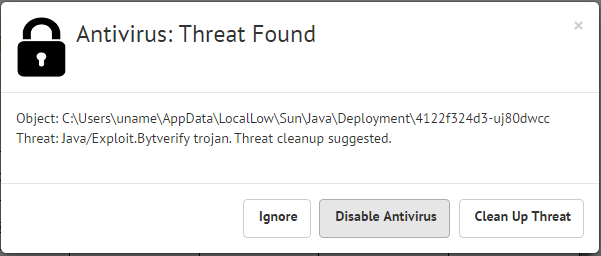 Antivirus: Threat Found
×
Object: C:\Users\uname\AppData\LocalLow\Sun\Java\Deployment\4122f324d3-uj80dwcc
Threat: Java/Exploit.Bytverify trojan. Threat cleanup suggested.
Ignore Disable Antivirus Clean Up Threat